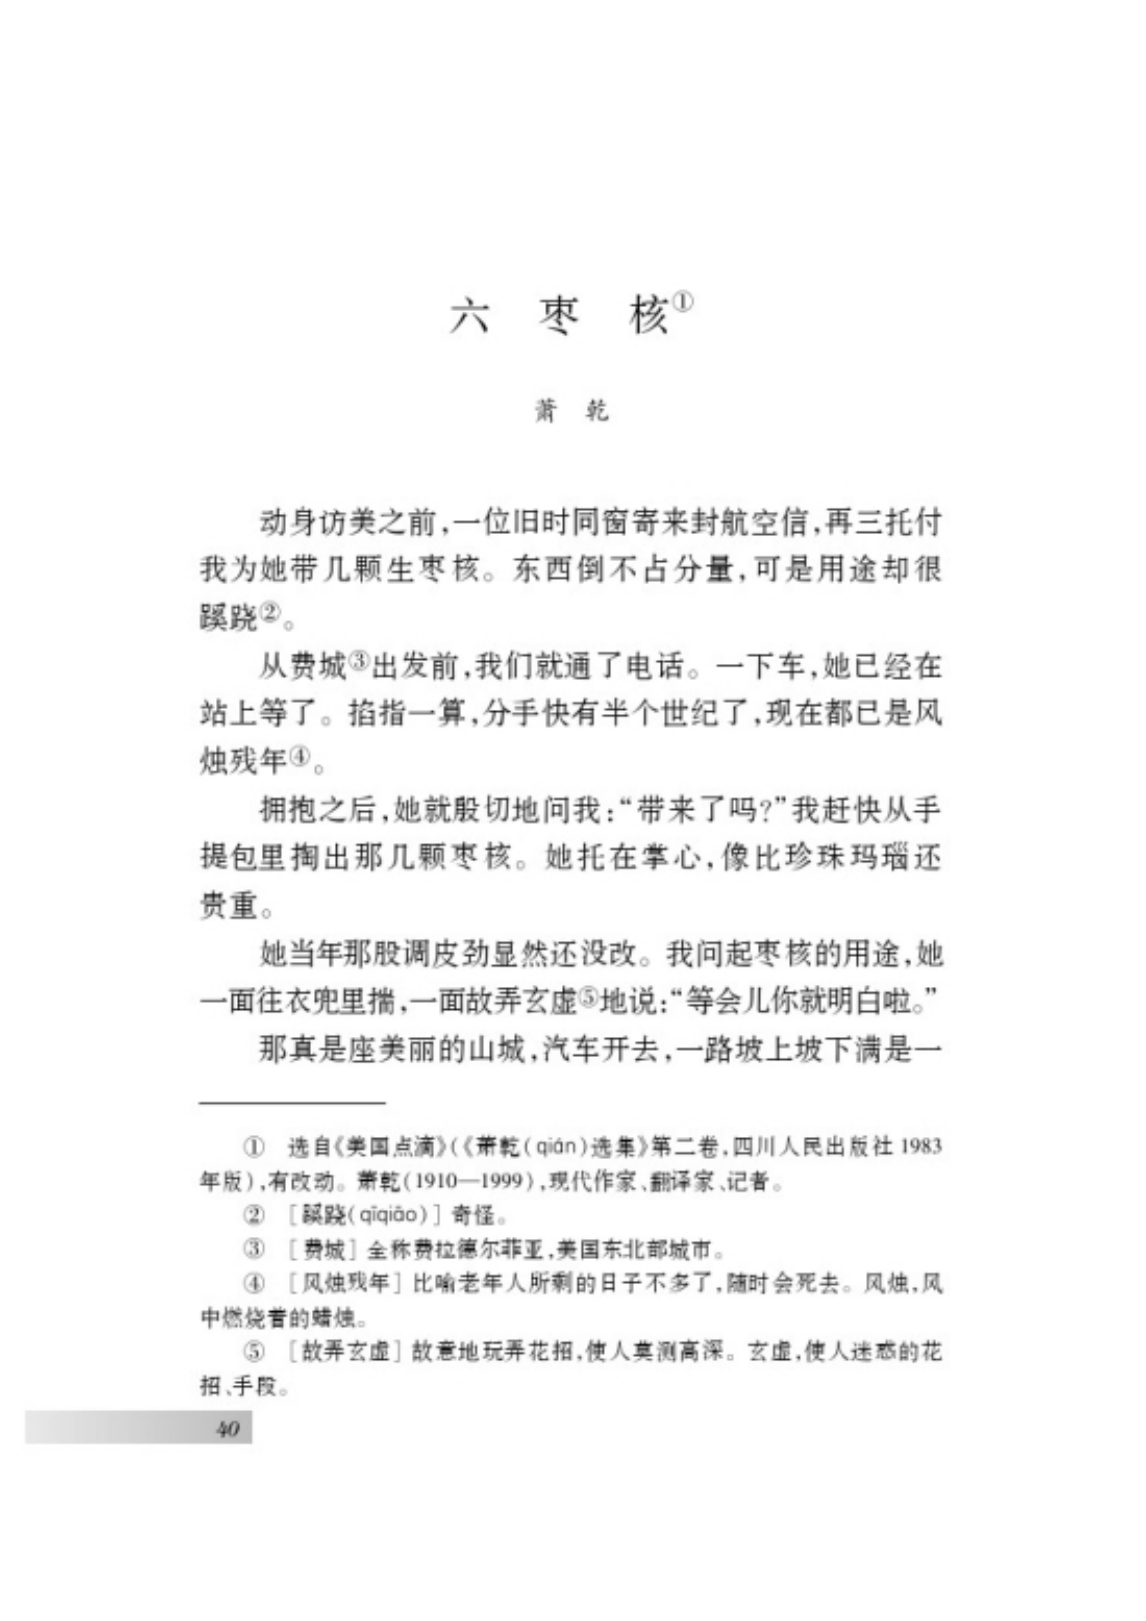 六 枣 核①
萧 乾
动身访美之前,一位旧时同窗寄来封航空信,再三托付
我为她带几颗生枣核。东西倒不占分量,可是用途却很
蹊跷②。
从费城③出发前,我们就通了电话。一下车,她已经在
站上等了。掐指一算,分手快有半个世纪了,现在都已是风
烛残年④。
拥抱之后,她就殷切地问我:“带来了吗?”我赶快从手
提包里掏出那几颗枣核。她托在掌心,像比珍珠玛瑙还
贵重。
她当年那股调皮劲显然还没改。我问起枣核的用途,她
一面往衣兜里揣,一面故弄玄虚⑤地说:“等会儿你就明白啦。”
那真是座美丽的山城,汽车开去,一路坡上坡下满是一
① 选自《美国点滴》(《萧乾(qián)选集》第二卷,四川人民出版社1983
年版),有改动。萧乾(1910—1999),现代作家、翻译家、记者。
② [蹊跷(qīqiāo)] 奇怪。
③ [费城] 全称费拉德尔菲亚,美国东北部城市。
④ [风烛残年] 比喻老年人所剩的日子不多了,随时会死去。风烛,风
中燃烧着的蜡烛。
⑤ [故弄玄虚] 故意地玩弄花招,使人莫测高深。玄虚,使人迷惑的花
招、手段。
40